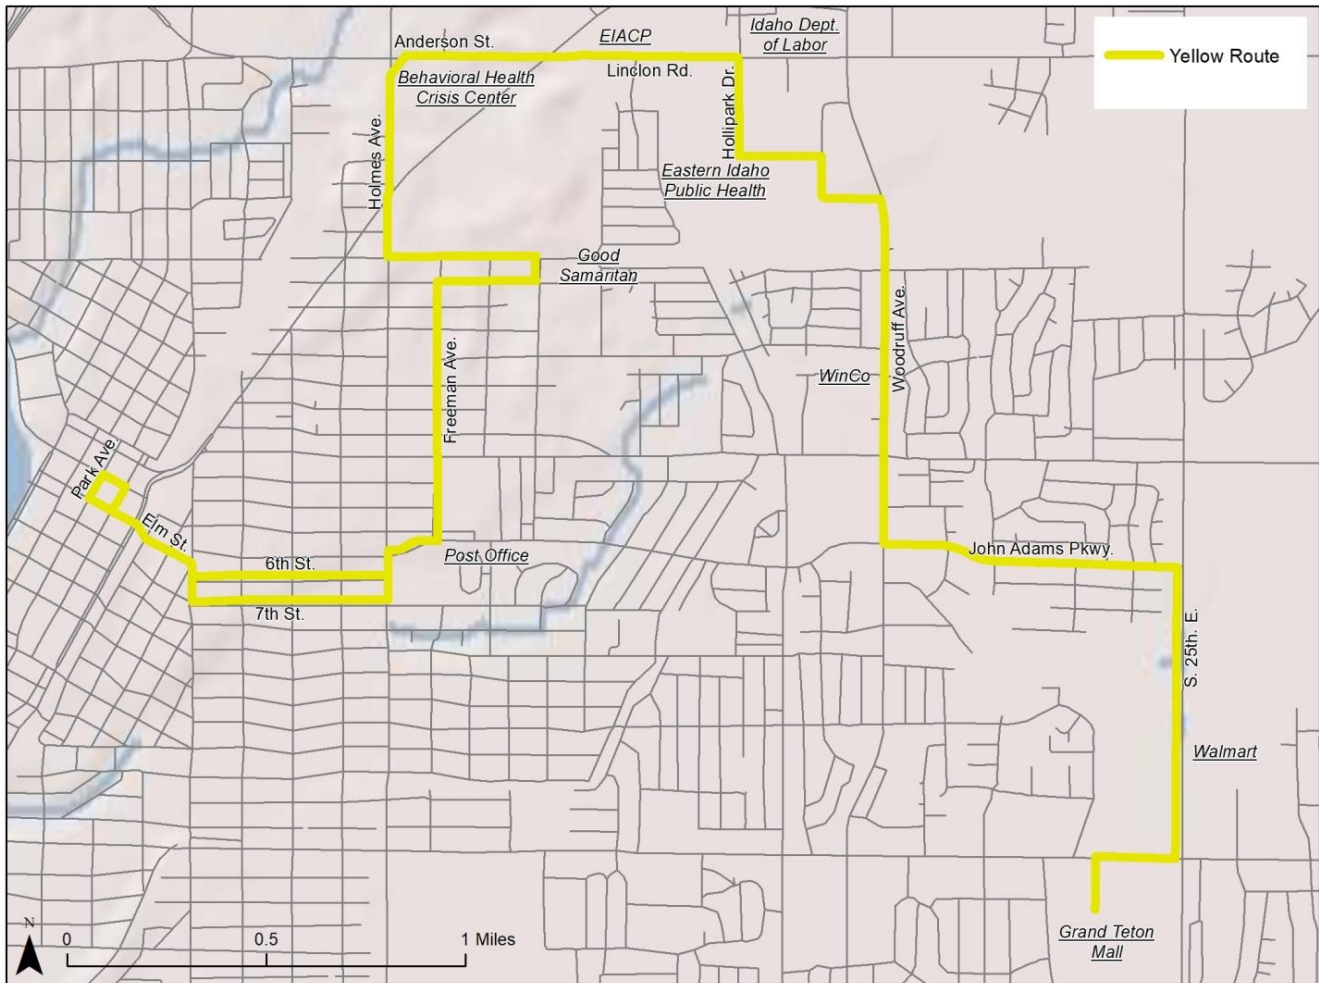 Idaho Dept.
of Labor
EIACP
Yellow Route
Anderson St.
Behavioral Health
Crisis Center
Linclon Rd.
Hollipark Dr.
Holmes Ave.
Eastern Idaho
Public Health
Good
Samaritan
Freeman Ave.
Woodruff Ave.
WinCo
Park Ave.
Elm St.
6th St.
7th St.
Post Office
John Adams Pkwy.
S. 25th. E.
Walmart
Grand Teton
Mall
N
0 0.5 1 Miles